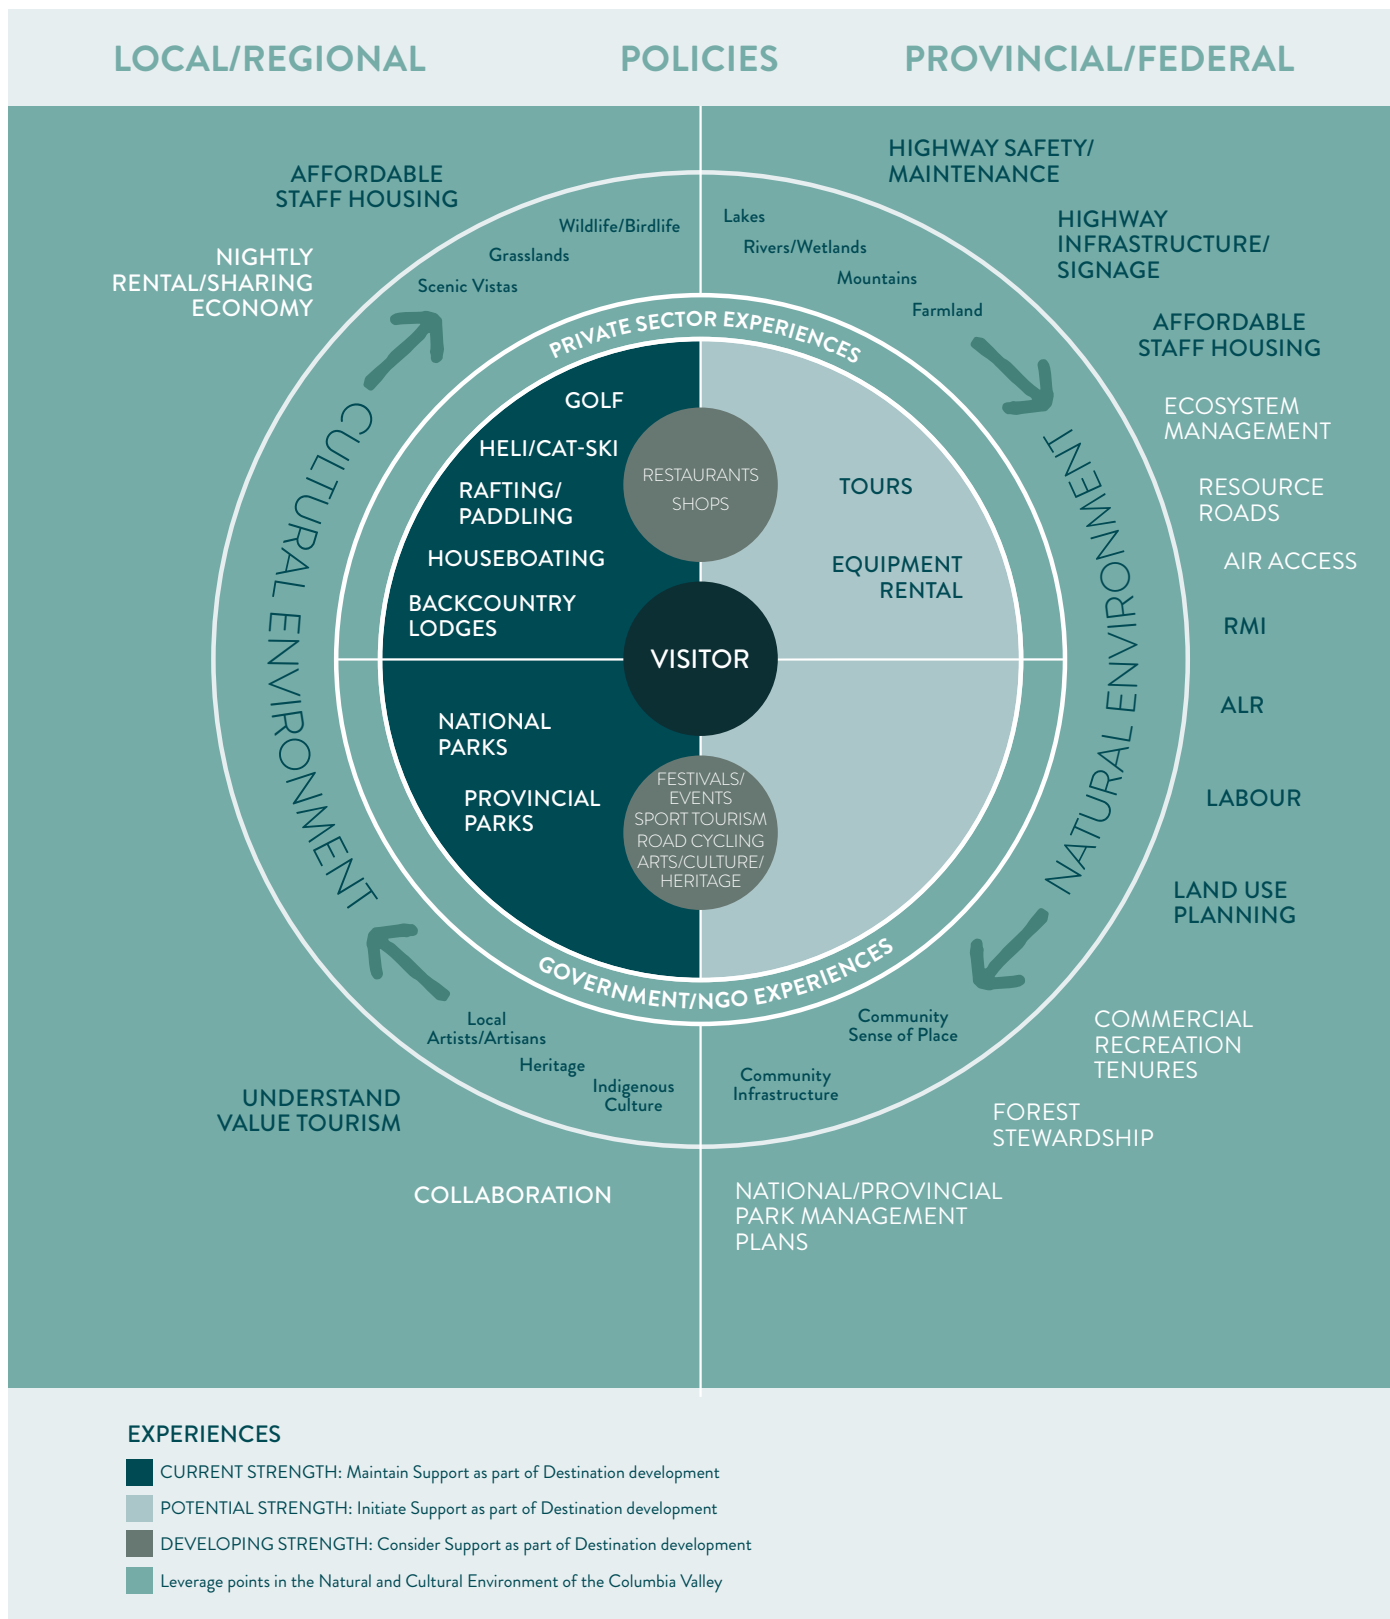 LOCAL/REGIONAL
POLICIES
PROVINCIAL/FEDERAL
AFFORDABLE
STAFF HOUSING
NIGHTLY
RENTAL/SHARING
ECONOMY
HIGHWAY SAFETY/
MAINTENANCE
HIGHWAY
INFRASTRUCTURE/
SIGNAGE
AFFORDABLE
STAFF HOUSING
ECOSYSTEM
MANAGEMENT
RESOURCE
ROADS
AIR ACCESS
RMI
ALR
LABOUR
LAND USE
PLANNING
COMMERCIAL
RECREATION
TENURES
FOREST
STEWARDSHIP
NATIONAL/PROVINCIAL
PARK MANAGEMENT
PLANS
UNDERSTAND
VALUE TOURISM
COLLABORATION
Wildlife/Birdlife
Grasslands
Scenic Vistas
Lakes
Rivers/Wetlands
Mountains
Farmland
CULTURAL ENVIRONMENT
NATURAL ENVIRONMENT
Local
Artists/Artisans
Heritage
Indigenous
Culture
Community
Sense of Place
Community
Infrastructure
PRIVATE SECTOR EXPERIENCES
GOLF
HELI/CAT-SKI
RAFTING/
PADDLING
HOUSEBOATING
BACKCOUNTRY
LODGES
RESTAURANTS
SHOPS
TOURS
EQUIPMENT
RENTAL
VISITOR
NATIONAL
PARKS
PROVINCIAL
PARKS
FESTIVALS/
EVENTS
SPORT TOURISM
ROAD CYCLING
ARTS/CULTURE/
HERITAGE
GOVERNMENT/NGO EXPERIENCES
EXPERIENCES
CURRENT STRENGTH: Maintain Support as part of Destination development
POTENTIAL STRENGTH: Initiate Support as part of Destination development
DEVELOPING STRENGTH: Consider Support as part of Destination development
Leverage points in the Natural and Cultural Environment of the Columbia Valley